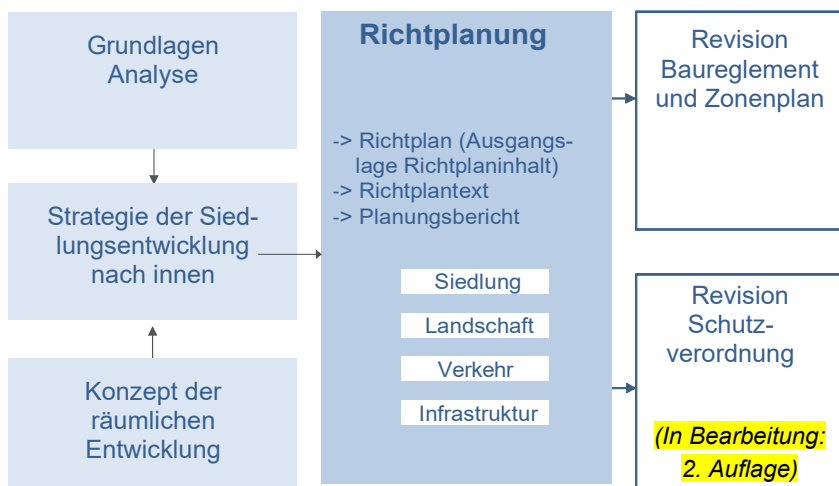 Grundlagen
Analyse
Strategie der Sied-
lungsentwicklung
nach innen
Konzept der
räumlichen
Entwicklung
Richtplanung
-> Richtplan (Ausgangs-
lage Richtplaninhalt)
-> Richtplantext
-> Planungsbericht
Siedlung
Landschaft
Verkehr
Infrastruktur
Revision
Baureglement
und Zonenplan
Revision
Schutz-
verordnung
(In Bearbeitung:
2. Auflage)